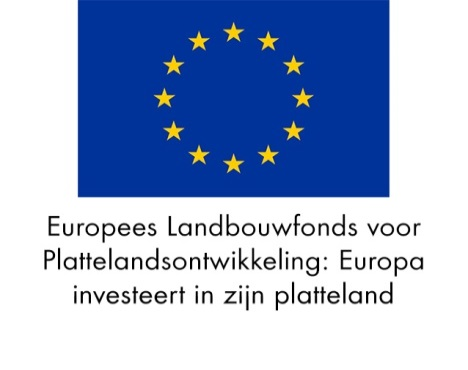 Europees Landbouwfonds voor
Plattelandsontwikkeling: Europa
investeert in zijn platteland